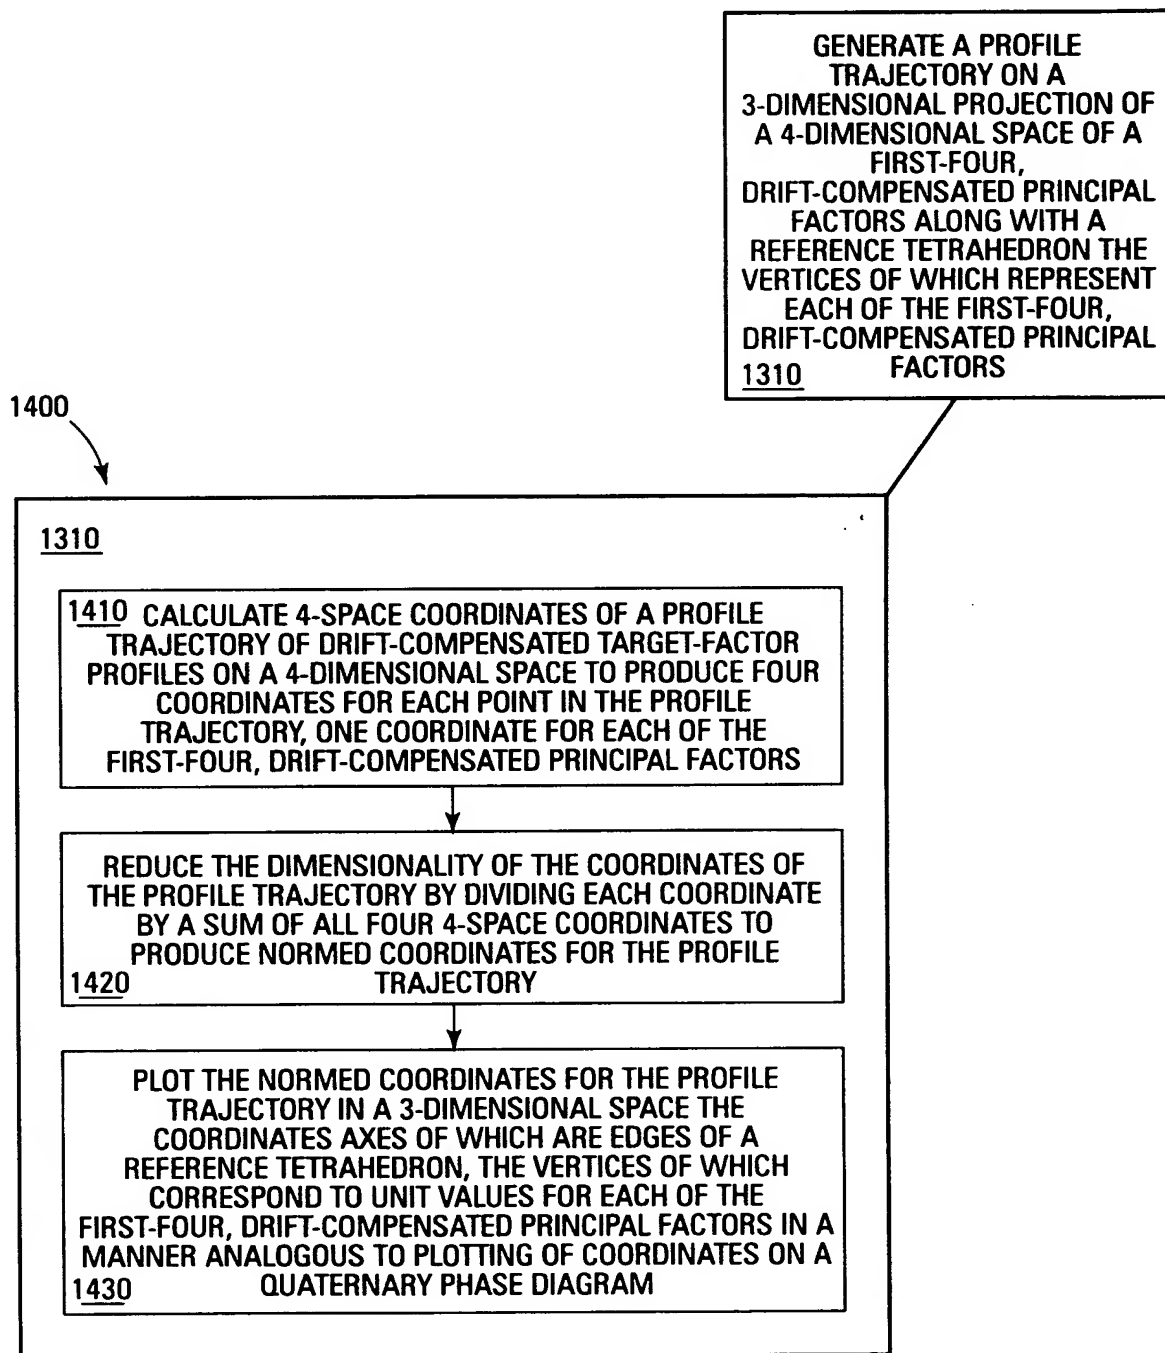 GENERATE A PROFILE
TRAJECTORY ON A
3-DIMENSIONAL PROJECTION OF
A 4-DIMENSIONAL SPACE OF A
FIRST-FOUR,
DRIFT-COMPENSATED PRINCIPAL
FACTORS ALONG WITH A
REFERENCE TETRAHEDRON THE
VERTICES OF WHICH REPRESENT
EACH OF THE FIRST-FOUR,
DRIFT-COMPENSATED PRINCIPAL
1310 FACTORS
1400
1310
1410 CALCULATE 4-SPACE COORDINATES OF A PROFILE
TRAJECTORY OF DRIFT-COMPENSATED TARGET-FACTOR
PROFILES ON A 4-DIMENSIONAL SPACE TO PRODUCE FOUR
COORDINATES FOR EACH POINT IN THE PROFILE
TRAJECTORY, ONE COORDINATE FOR EACH OF THE
FIRST-FOUR, DRIFT-COMPENSATED PRINCIPAL FACTORS
REDUCE THE DIMENSIONALITY OF THE COORDINATES OF
THE PROFILE TRAJECTORY BY DIVIDING EACH COORDINATE
BY A SUM OF ALL FOUR 4-SPACE COORDINATES TO
PRODUCE NORMED COORDINATES FOR THE PROFILE
1420 TRAJECTORY
PLOT THE NORMED COORDINATES FOR THE PROFILE
TRAJECTORY IN A 3-DIMENSIONAL SPACE THE
COORDINATES AXES OF WHICH ARE EDGES OF A
REFERENCE TETRAHEDRON, THE VERTICES OF WHICH
CORRESPOND TO UNIT VALUES FOR EACH OF THE
FIRST-FOUR, DRIFT-COMPENSATED PRINCIPAL FACTORS IN A
MANNER ANALOGOUS TO PLOTTING OF COORDINATES ON A
1430 QUATERNARY PHASE DIAGRAM